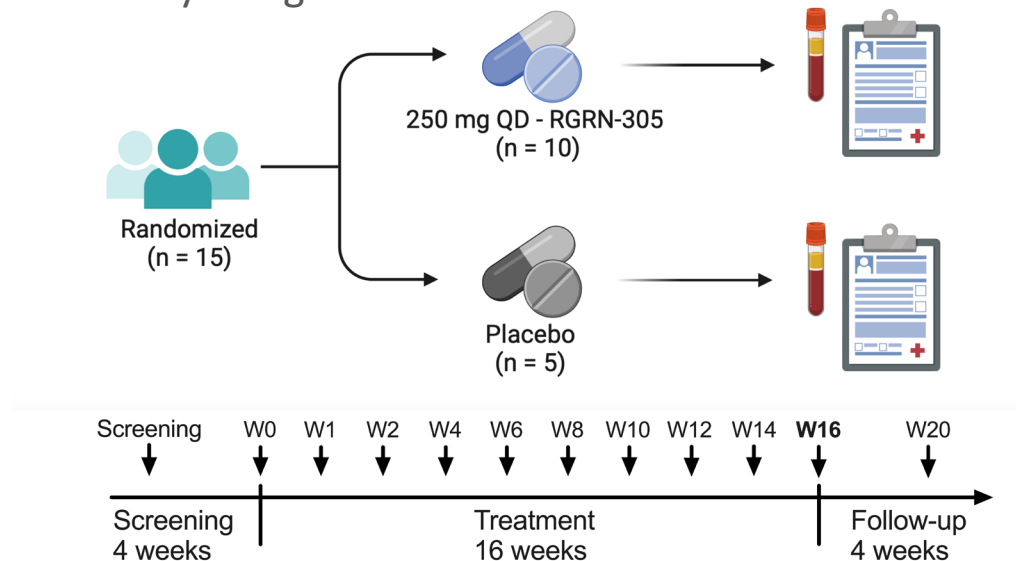 250 mg QD - RGRN-305
(n = 10)
Randomized
(n = 15)
Placebo
(n = 5)
Screening W0 W1 W2 W4 W6 W8 W10 W12 W14 W16 W20
Screening Treatment Follow-up
4 weeks 16 weeks 4 weeks